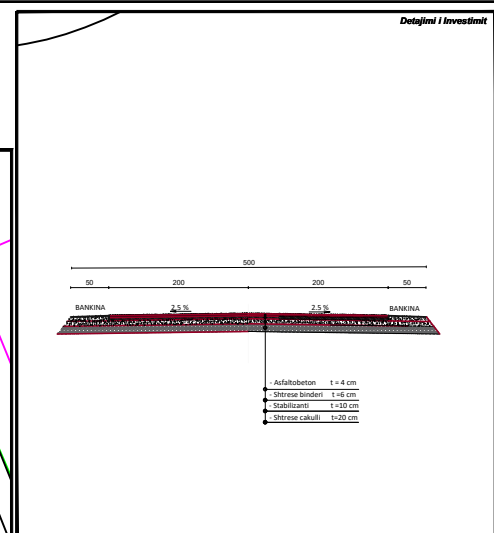 Detajimi i Investimit
500
50 200 200 50
BANKINA 2.5 % 2.5 % BANKINA
- Asfaltobeton t = 4 cm
- Shtrese binderi t =6 cm
- Stabilizanti t =10 cm
- Shtrese cakulli t=20 cm